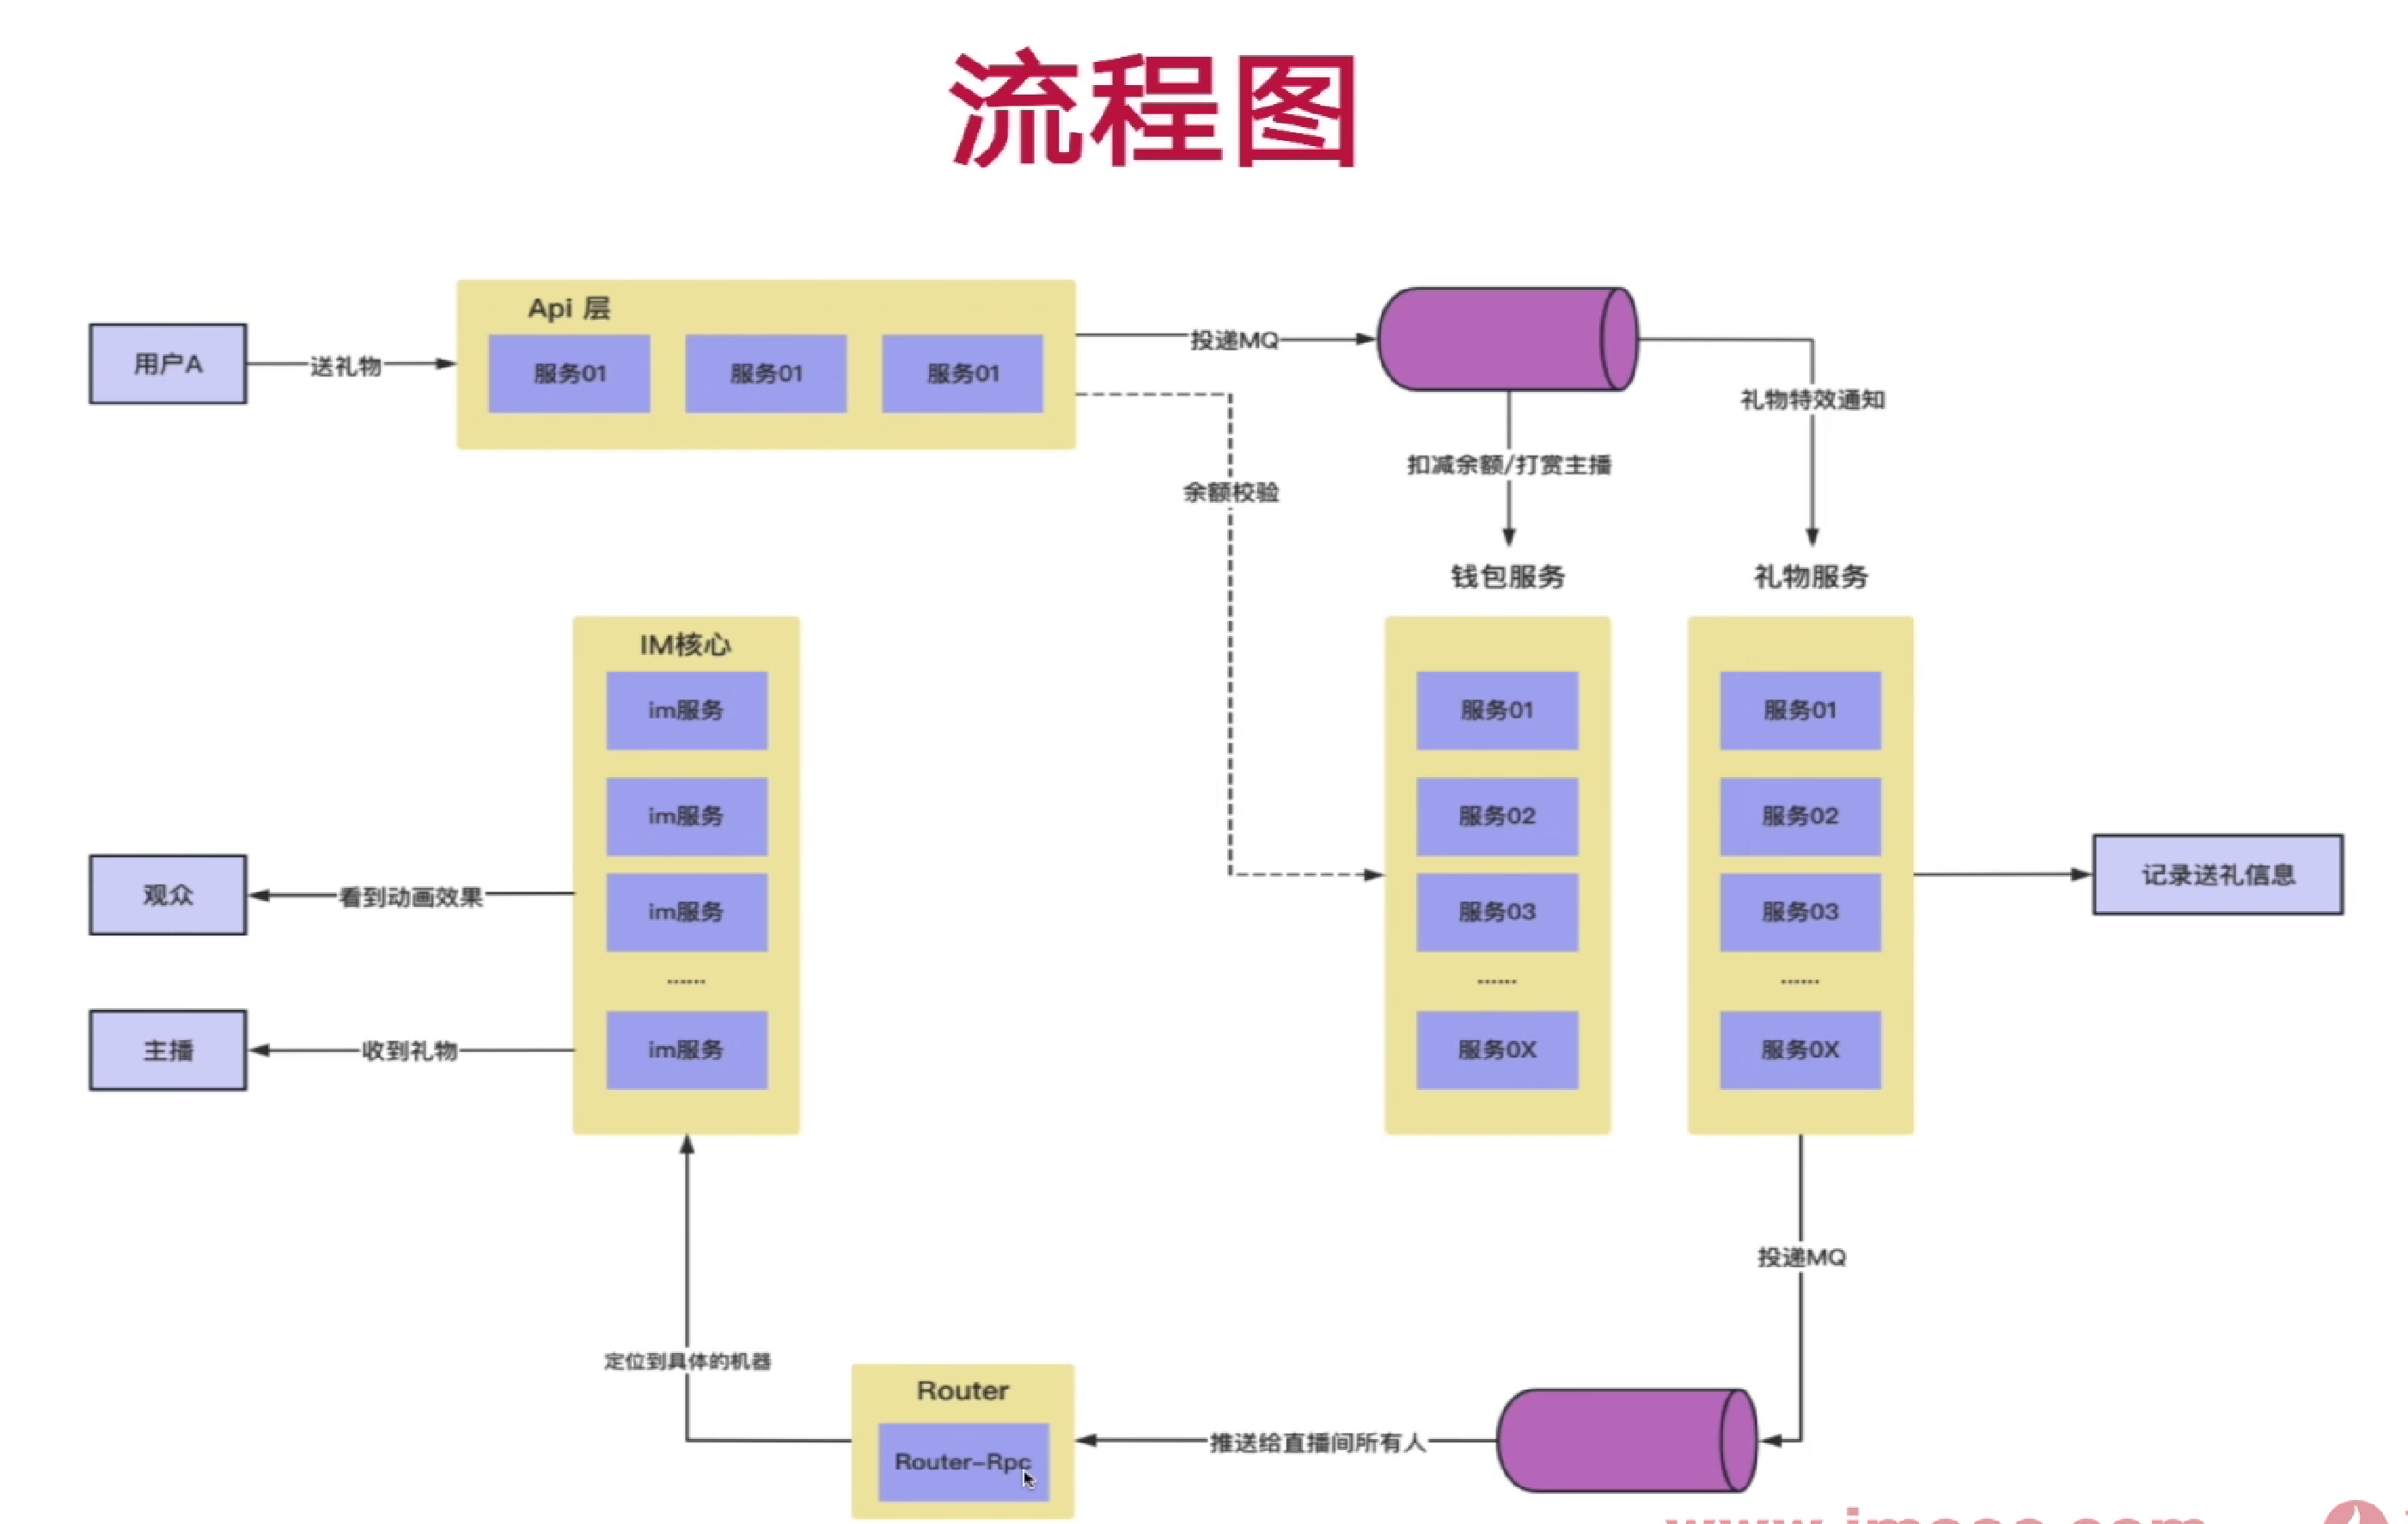 流程图
用户A
送礼物
Api 层
服务01
服务01
服务01
投递MQ
余额校验
扣减余额/打赏主播
礼物特效通知
钱包服务
礼物服务
IM核心
im服务
im服务
im服务
......
im服务
服务01
服务02
服务03
......
服务0X
服务01
服务02
服务03
......
服务0X
记录送礼信息
观众
看到动画效果
主播
收到礼物
投递MQ
定位到具体的机器
Router
Router-Rpc
推送给直播间所有人